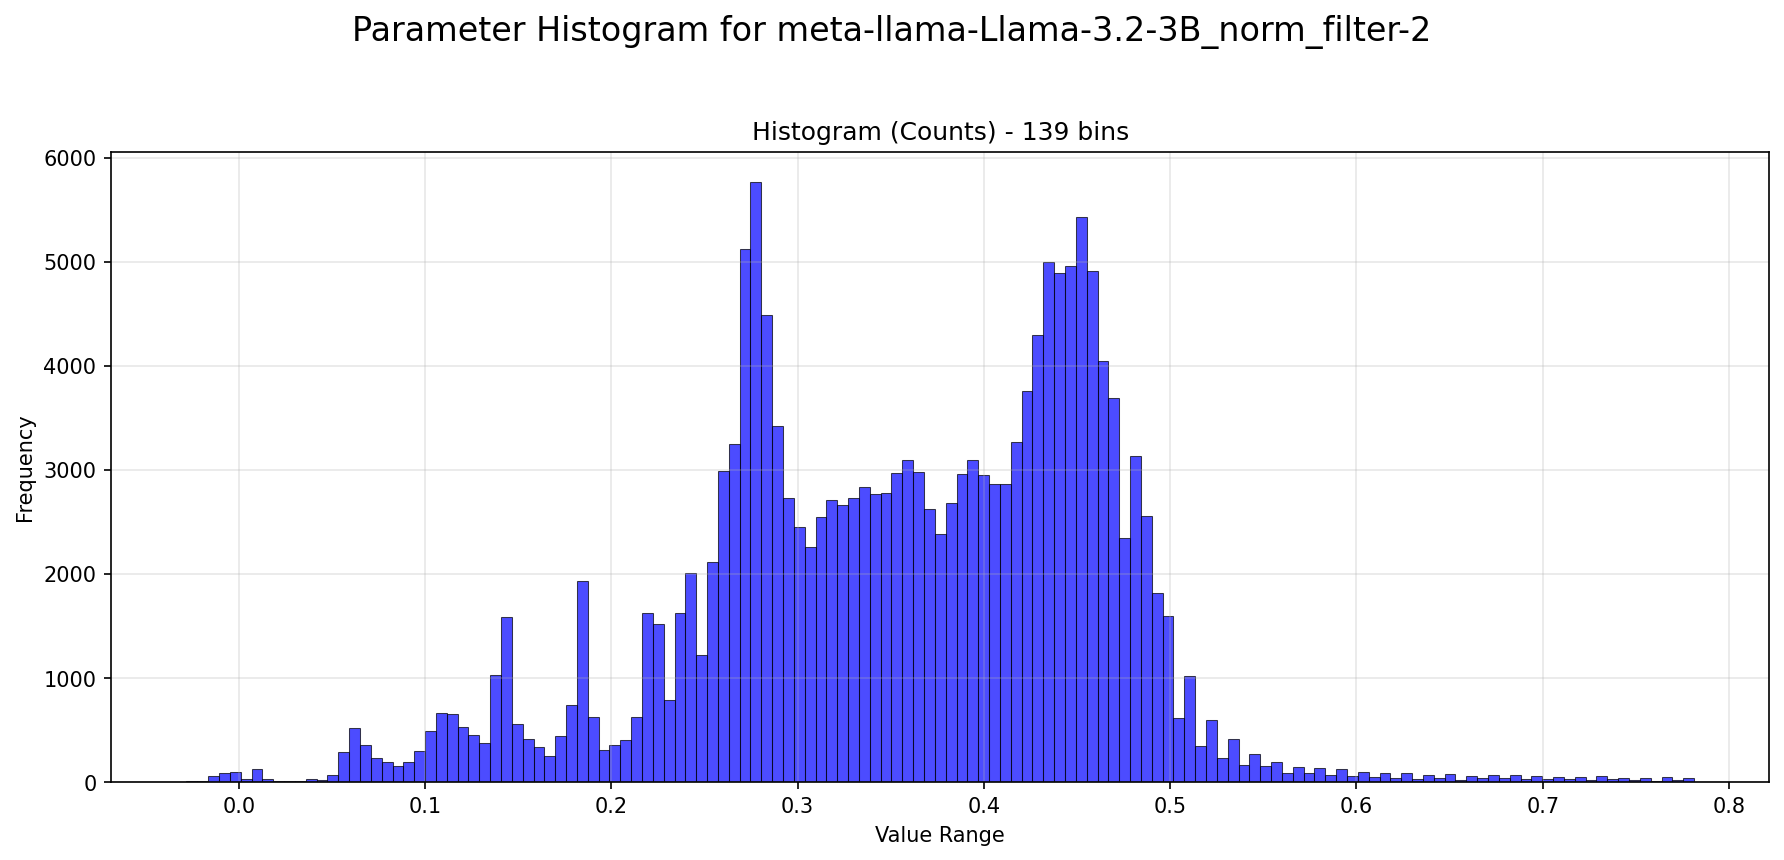 Parameter Histogram for meta-llama-Llama-3.2-3B_norm_filter-2
Histogram (Counts) - 139 bins
6000
5000
4000
3000
2000
1000
0
Frequency
0.0 0.1 0.2 0.3 0.4 0.5 0.6 0.7 0.8
Value Range